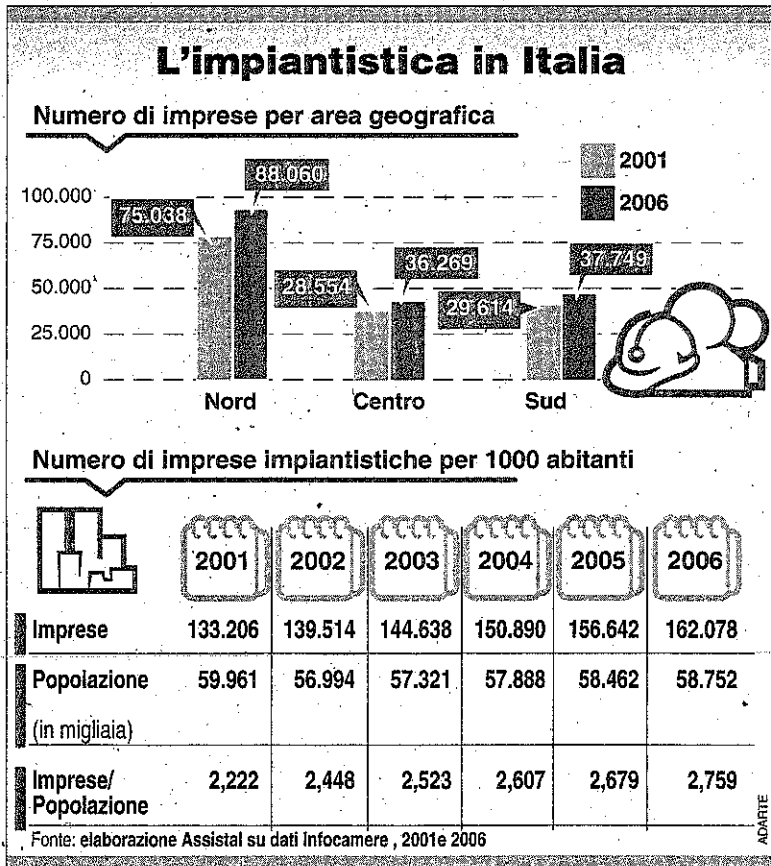 L'impiantistica in Italia
Numero di imprese per area geografica
2001
2006
100.000
75.000
50.000
25.000
0
75.038
88.060
28.554
36.269
29.614
37.749
Nord Centro Sud
Numero di imprese impiantistiche per 1000 abitanti
2001 2002 2003 2004 2005 2006
Imprese 133.206 139.514 144.638 150.890 156.642 162.078
Popolazione 59.961 56.994 57.321 57.888 58.462 58.752
(in migliaia)
Imprese/ 2,222 2,448 2,523 2,607 2,679 2,759
Popolazione
Fonte: elaborazione Assistal su dati Infocamere , 2001e 2006
ADARTE